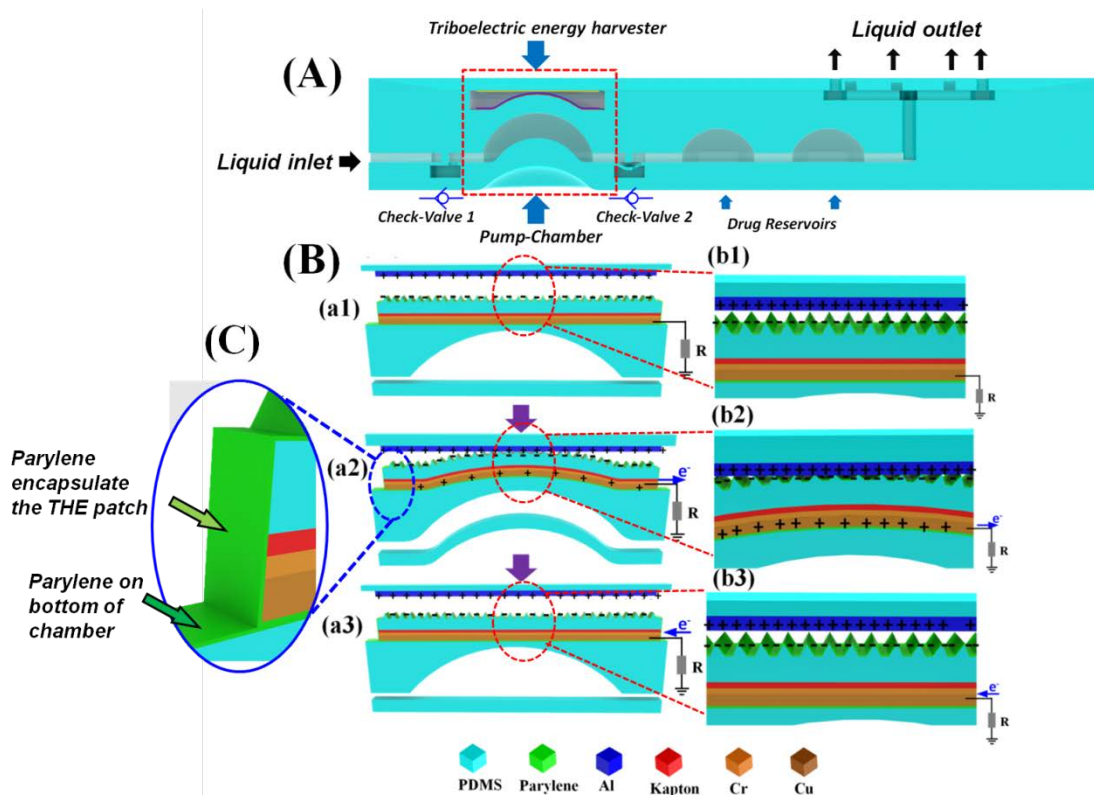 Triboelectric energy harvester
Liquid outlet
(A)
Liquid inlet
Check-Valve 1
Check-Valve 2
Drug Reservoirs
Pump-Chamber
(B)
(b1)
(a1)
R
R
(C)
(b2)
(a2)
e-
R
e-
R
Parylene
encapsulate
the THE patch
Parylene on
bottom of
chamber
(b3)
(a3)
e-
R
e-
R
PDMS
Parylene
Al
Kapton
Cr
Cu